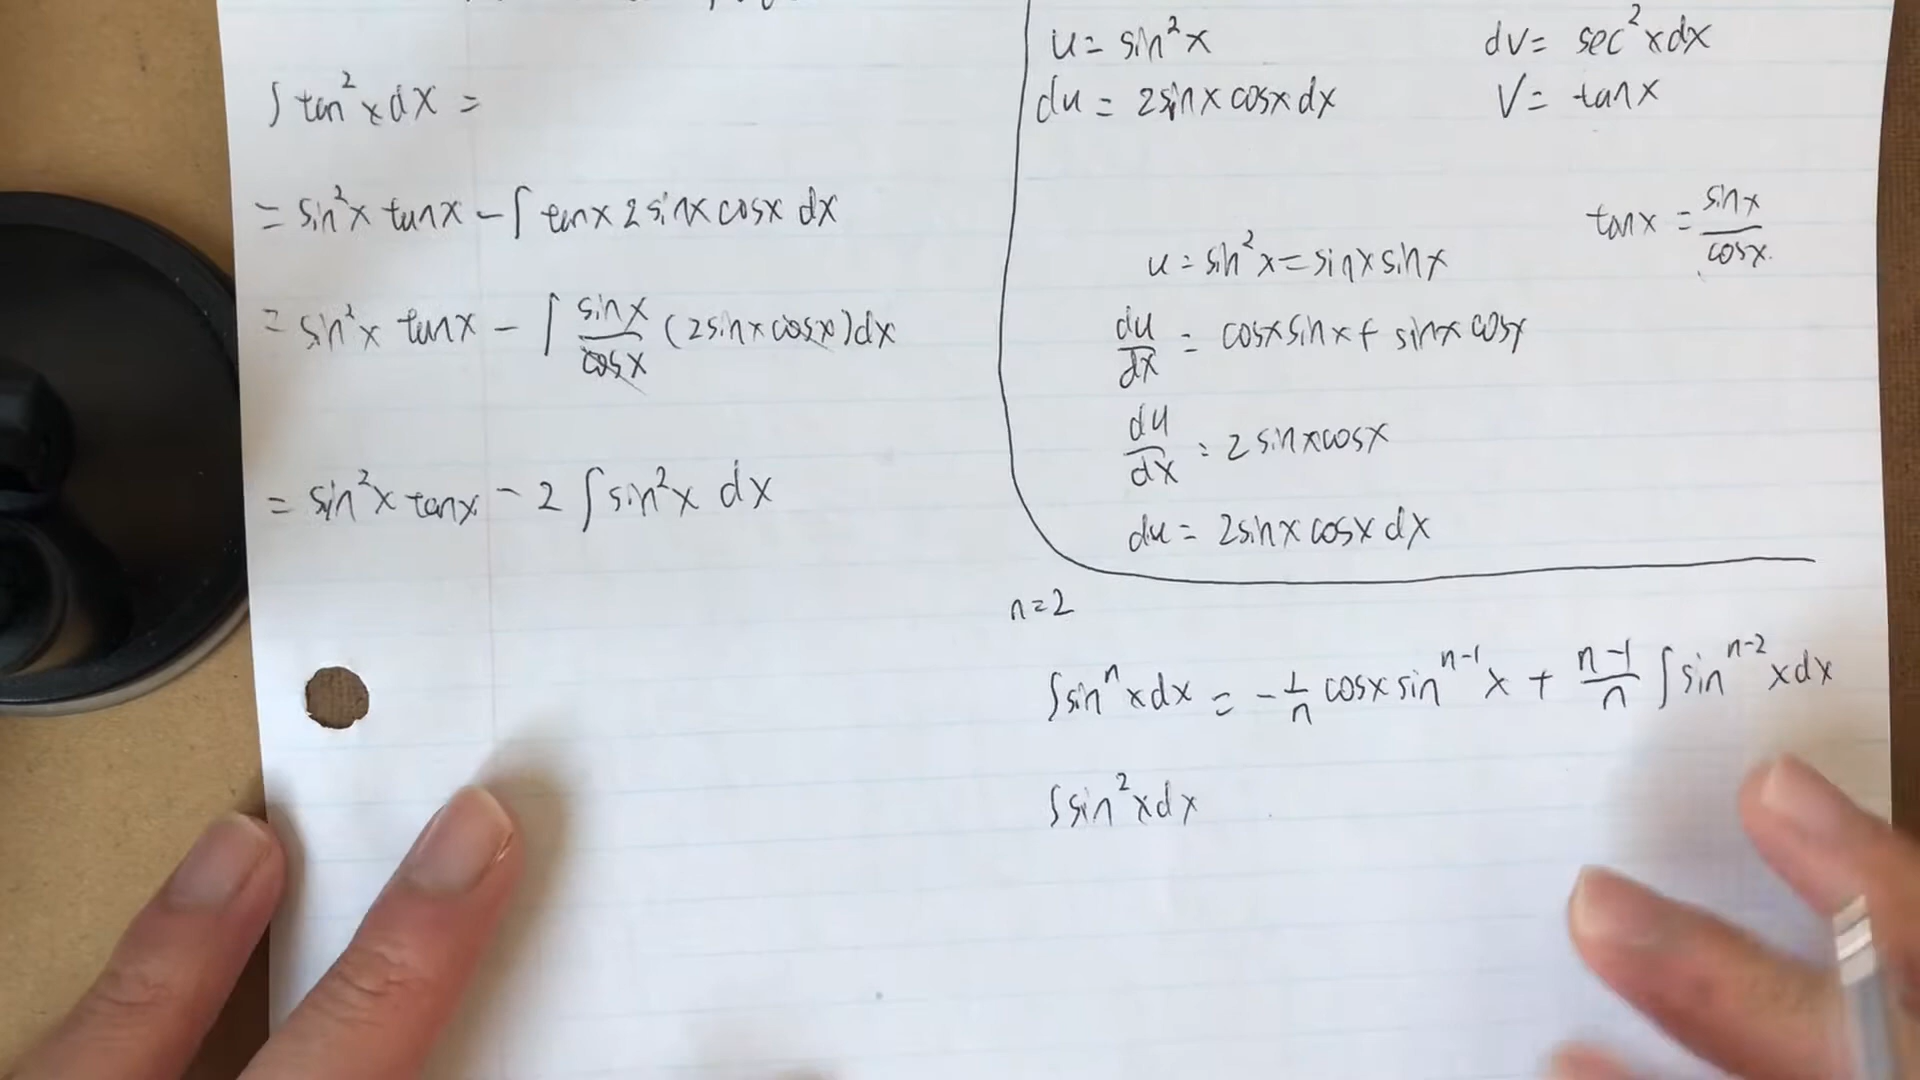 ∫ tan²x dx =
= sin²x tanx − ∫ tanx 2 sinx cosx dx
= sin²x tanx − ∫ sinx/cosx (2sinx cosx)dx
= sin²x tanx − 2 ∫ sin²x dx
u = sin²x
dv = sec²x dx
du = 2sinx cosx dx
v = tanx
tanx = sinx/cosx
u = sin²x = sinx sinx
du/dx = cosx sinx + sinx cosx
du/dx = 2 sinx cosx
du = 2sinx cosx dx
n=2
∫sinⁿx dx = −1/n cosx sinⁿ⁻¹x + n−1/n ∫sinⁿ⁻²x dx
∫sin²x dx